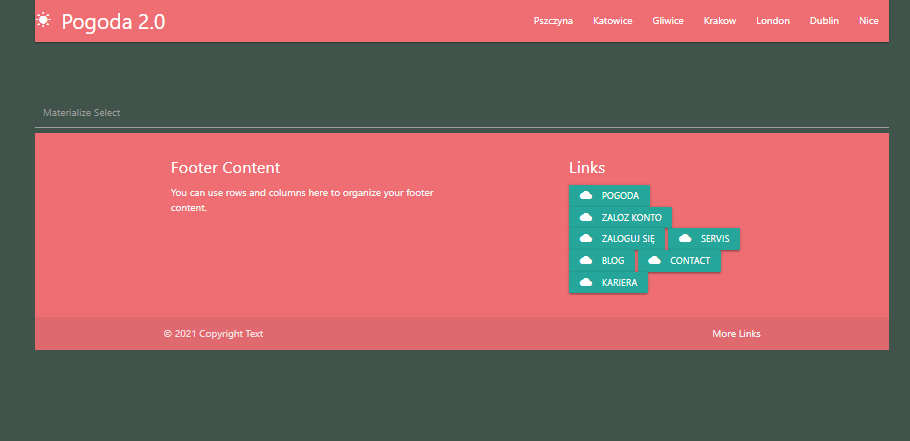 Pogoda 2.0
Pszczyna Katowice Gliwice Krakow London Dublin Nice
Materialize Select
Footer Content
You can use rows and columns here to organize your footer
content.
Links
POGODA
ZALOZ KONTO
ZALOGUJ SIĘ SERVIS
BLOG CONTACT
KARIERA
© 2021 Copyright Text
More Links